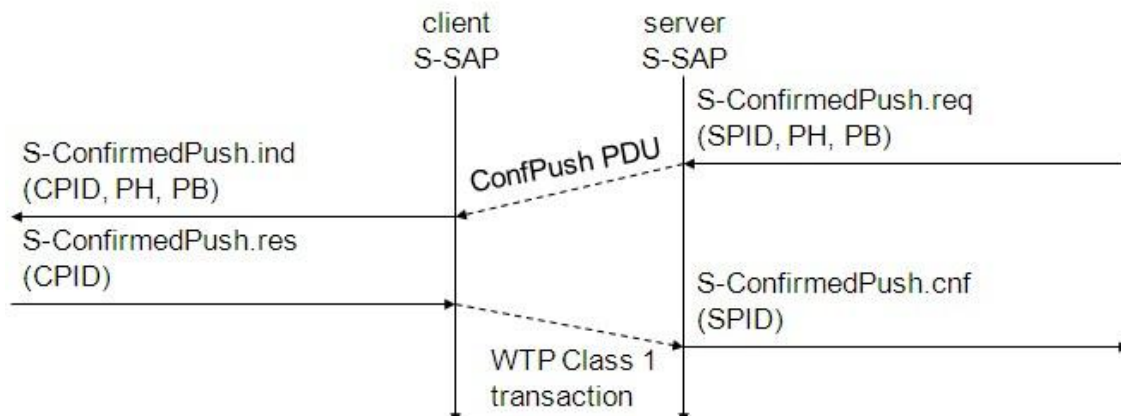 client
S-SAP
server
S-SAP
S-ConfirmedPush.req
(SPID, PH, PB)
ConfPush PDU
S-ConfirmedPush.ind
(CPID, PH, PB)
S-ConfirmedPush.res
(CPID)
S-ConfirmedPush.cnf
(SPID)
WTP Class 1
transaction